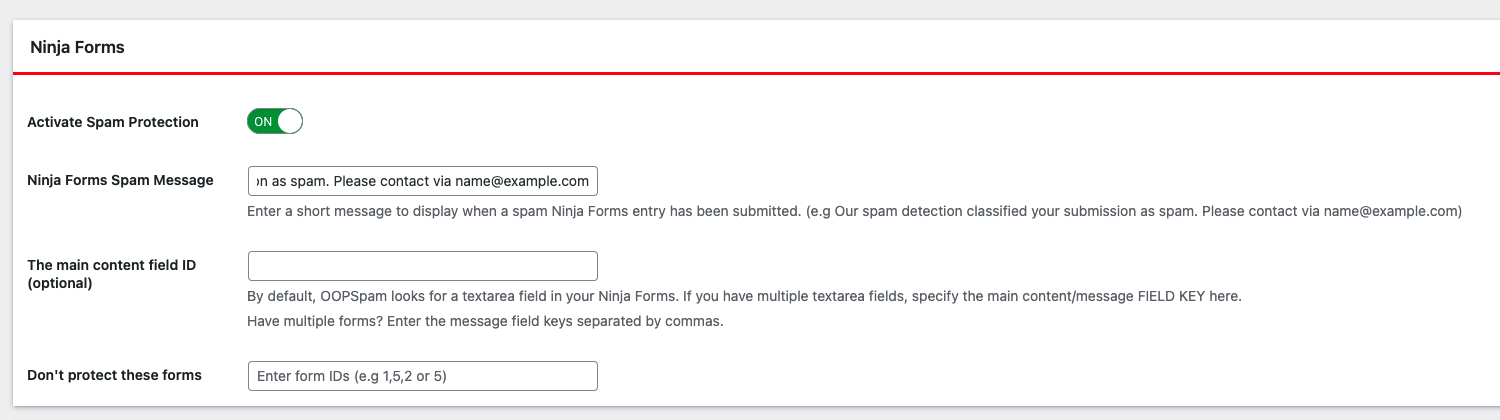 Ninja Forms
Activate Spam Protection
ON
Ninja Forms Spam Message
as spam. Please contact via name@example.com
Enter a short message to display when a spam Ninja Forms entry has been submitted. (e.g Our spam detection classified your submission as spam. Please contact via name@example.com)
The main content field ID
(optional)
By default, OOPSpam looks for a textarea field in your Ninja Forms. If you have multiple textarea fields, specify the main content/message FIELD KEY here.
Have multiple forms? Enter the message field keys separated by commas.
Don't protect these forms
Enter form IDs (e.g 1,5,2 or 5)